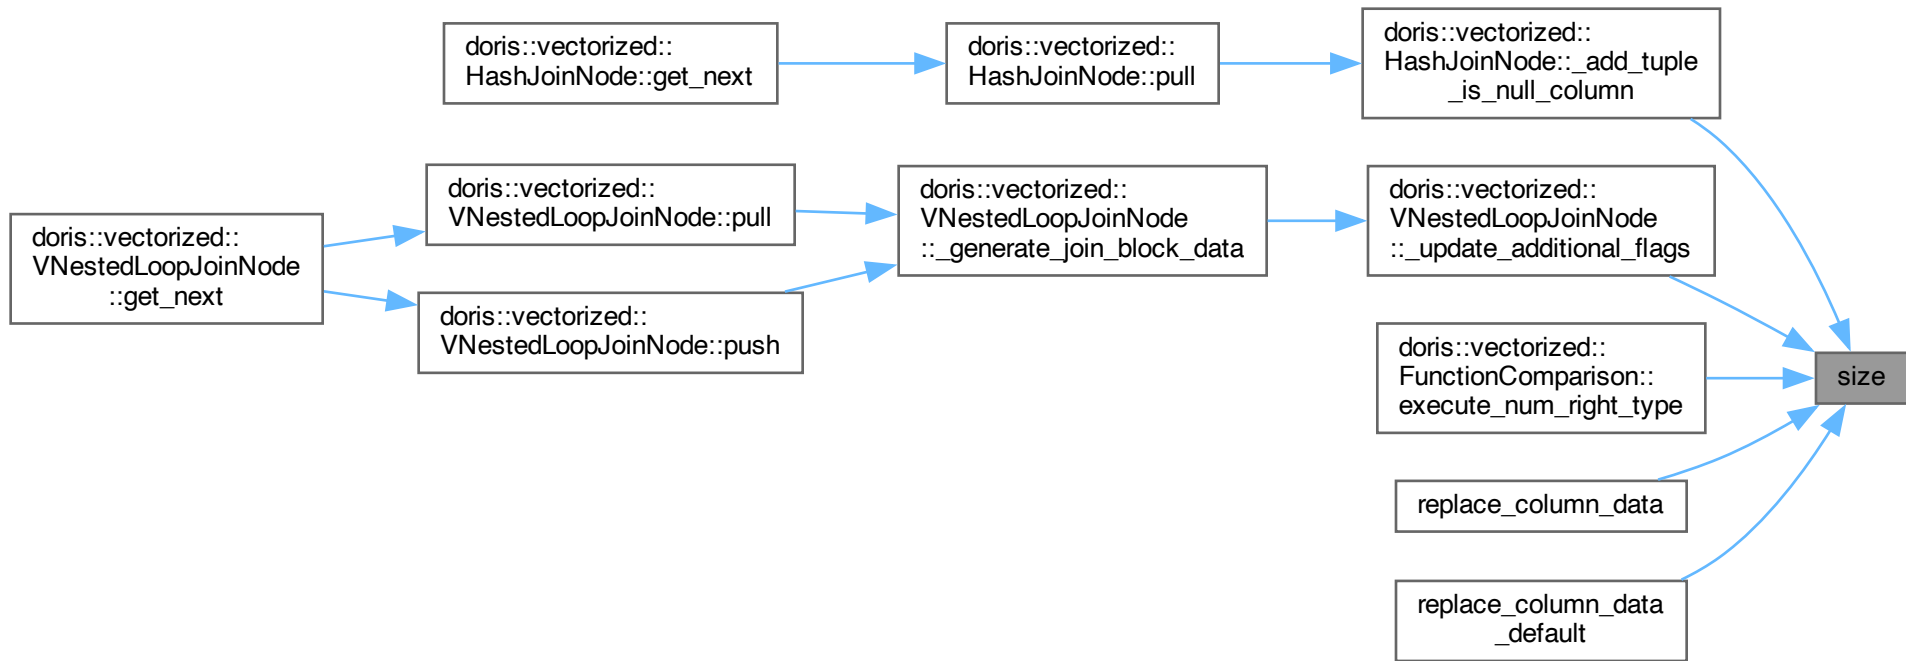 doris::vectorized::
HashJoinNode::get_next
doris::vectorized::
HashJoinNode::pull
doris::vectorized::
HashJoinNode::_add_tuple
_is_null_column
doris::vectorized::
VNestedLoopJoinNode
::get_next
doris::vectorized::
VNestedLoopJoinNode::pull
doris::vectorized::
VNestedLoopJoinNode::push
doris::vectorized::
VNestedLoopJoinNode
::_generate_join_block_data
doris::vectorized::
VNestedLoopJoinNode
::_update_additional_flags
doris::vectorized::
FunctionComparison::
execute_num_right_type
replace_column_data
replace_column_data
_default
size